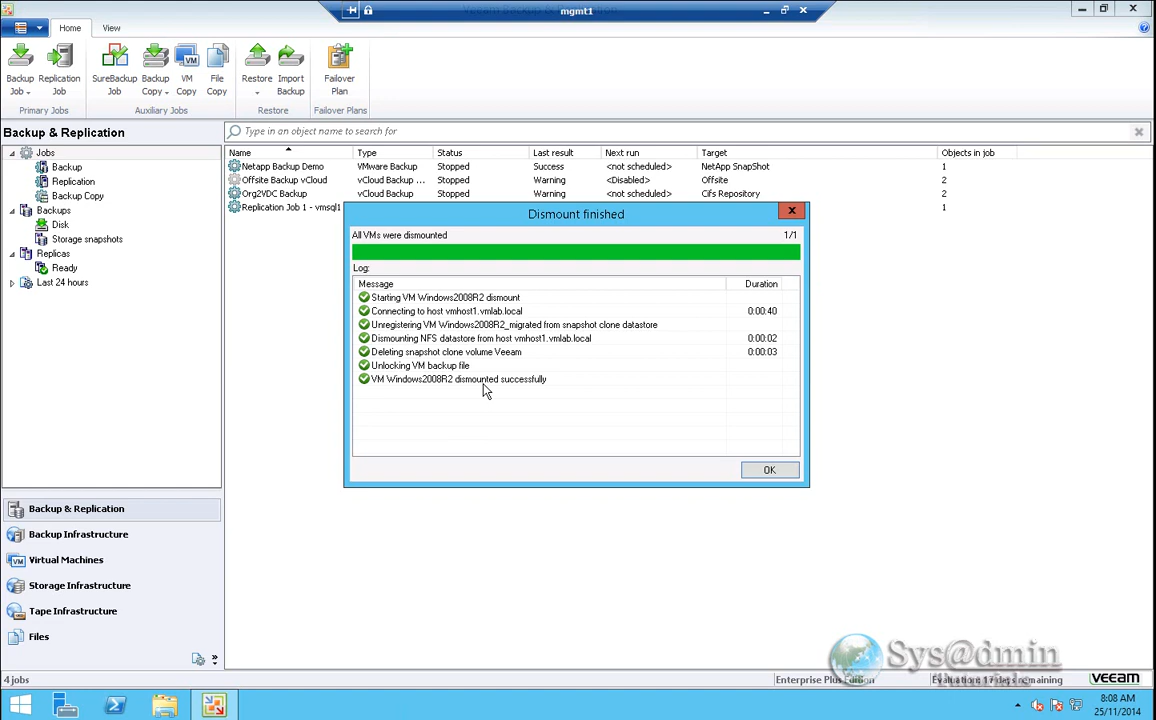 Veeam Backup & Replication
mgmt1
Home
View
Backup Job
Replication Job
SureBackup Job
Backup Copy
VM Copy
File Copy
Restore
Import Backup
Failover Plan
Primary Jobs
Auxiliary Jobs
Restore
Failover Plans
Backup & Replication
Type in an object name to search for
Jobs
Backup
Replication
Backup Copy
Backups
Disk
Storage snapshots
Replicas
Ready
Last 24 hours
Name Type Status Last result Next run Target Objects in job
Netapp Backup Demo VMware Backup Stopped Success <not scheduled> NetApp SnapShot 1
Offsite Backup vCloud vCloud Backup ... Stopped Warning <Disabled> Offsite 2
Org2VDC Backup vCloud Backup ... Stopped Warning <not scheduled> Cifs Repository 2
Replication Job 1 - vmsql1 1
Dismount finished
All VMs were dismounted 1/1
Log:
Message Duration
Starting VM Windows2008R2 dismount
Connecting to host vmhost1.vmlab.local 0:00:40
Unregistering VM Windows2008R2_migrated from snapshot clone datastore
Dismounting NFS datastore from host vmhost1.vmlab.local 0:00:02
Deleting snapshot clone volume Veeam 0:00:03
Unlocking VM backup file
VM Windows2008R2 dismounted successfully
OK
Backup & Replication
Backup Infrastructure
Virtual Machines
Storage Infrastructure
Tape Infrastructure
Files
Sys@dmin
Tutorials
4 jobs
Enterprise Plus Edition
Evaluation: 17 days remaining
veeam
8:08 AM
25/11/2014